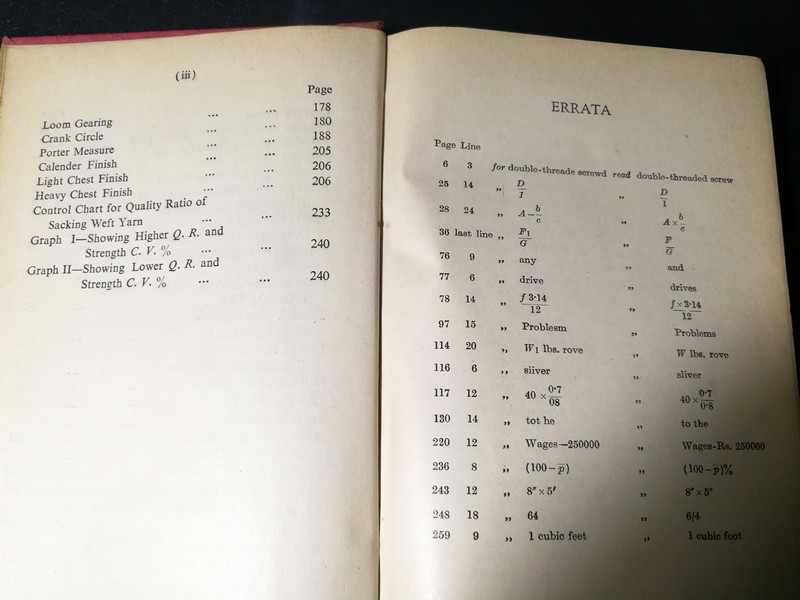 (iii)
Page
Loom Gearing ... ... 178
Crank Circle ... ... 180
Porter Measure ... ... 188
Calender Finish ... ... 205
Light Chest Finish ... ... 206
Heavy Chest Finish ... ... 206
Control Chart for Quality Ratio of
Sacking Weft Yarn ... ... 233
Graph I—Showing Higher Q. R. and
Strength C. V. % ... ... 240
Graph II—Showing Lower Q. R. and
Strength C. V. % ... ... 240
ERRATA
Page Line
6 3 for double-threade screwd read double-threaded screw
25 14 „ D/1 „ D/1
28 24 „ A—b/c „ A×b/c
36 last line „ F1/G „ F/G
76 9 „ any „ and
77 6 „ drive „ drives
78 14 „ f 3·14/12 „ f×3·14/12
97 15 „ Problesm „ Problems
114 20 „ W1 lbs. rove „ W lbs. rove
116 6 „ siiver „ sliver
117 12 „ 40 × 0·7/08 „ 40×0·7/0·8
130 14 „ tot he „ to the
220 12 „ Wages—250000 „ Wages-Rs. 250000
236 8 „ (100—p̄) „ (100—p̄)%
243 12 „ 8″×5′ „ 8″×5″
248 18 „ 64 „ 6/4
259 9 „ 1 cubic feet „ 1 cubic foot